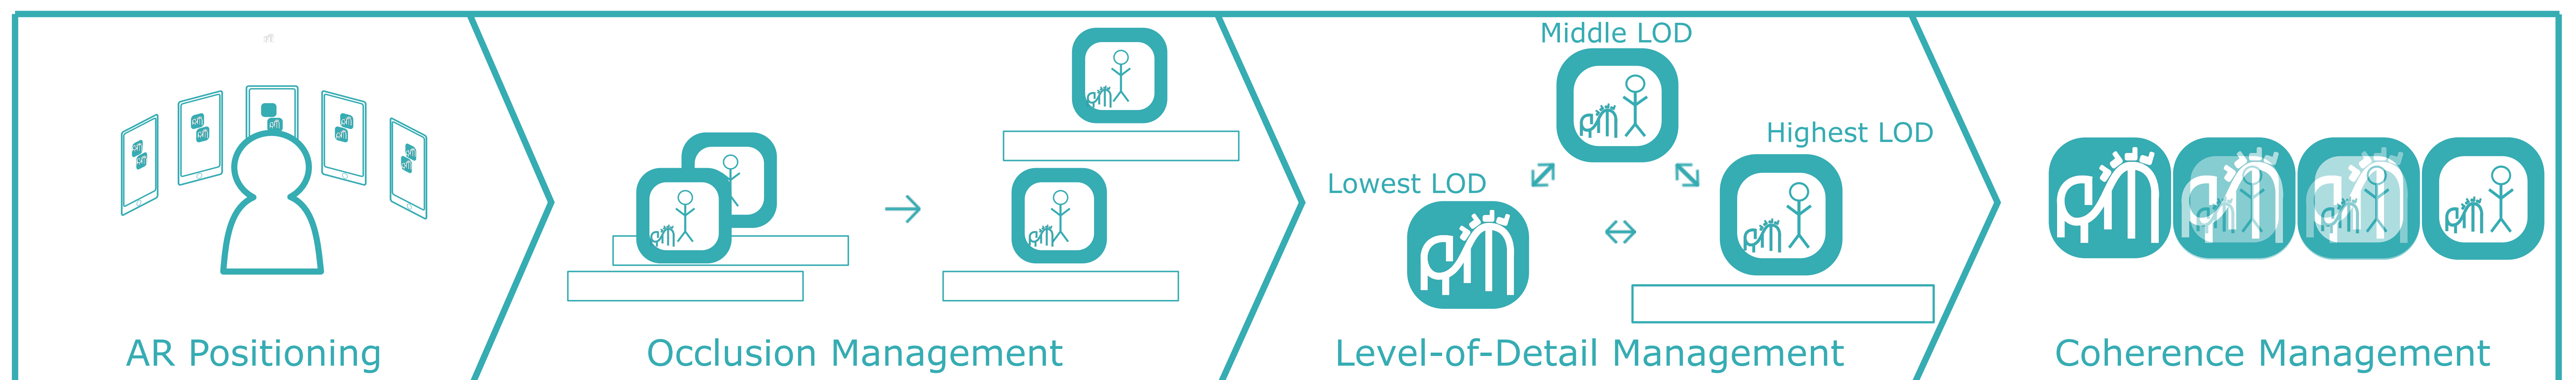 Middle LOD
Highest LOD
Lowest LOD
AR Positioning
Occlusion Management
Level-of-Detail Management
Coherence Management